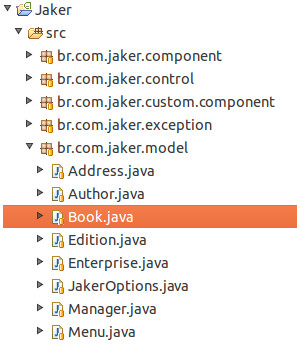 Jaker
src
br.com.jaker.component
br.com.jaker.control
br.com.jaker.custom.component
br.com.jaker.exception
br.com.jaker.model
Address.java
Author.java
Book.java
Edition.java
Enterprise.java
JakerOptions.java
Manager.java
Menu.java